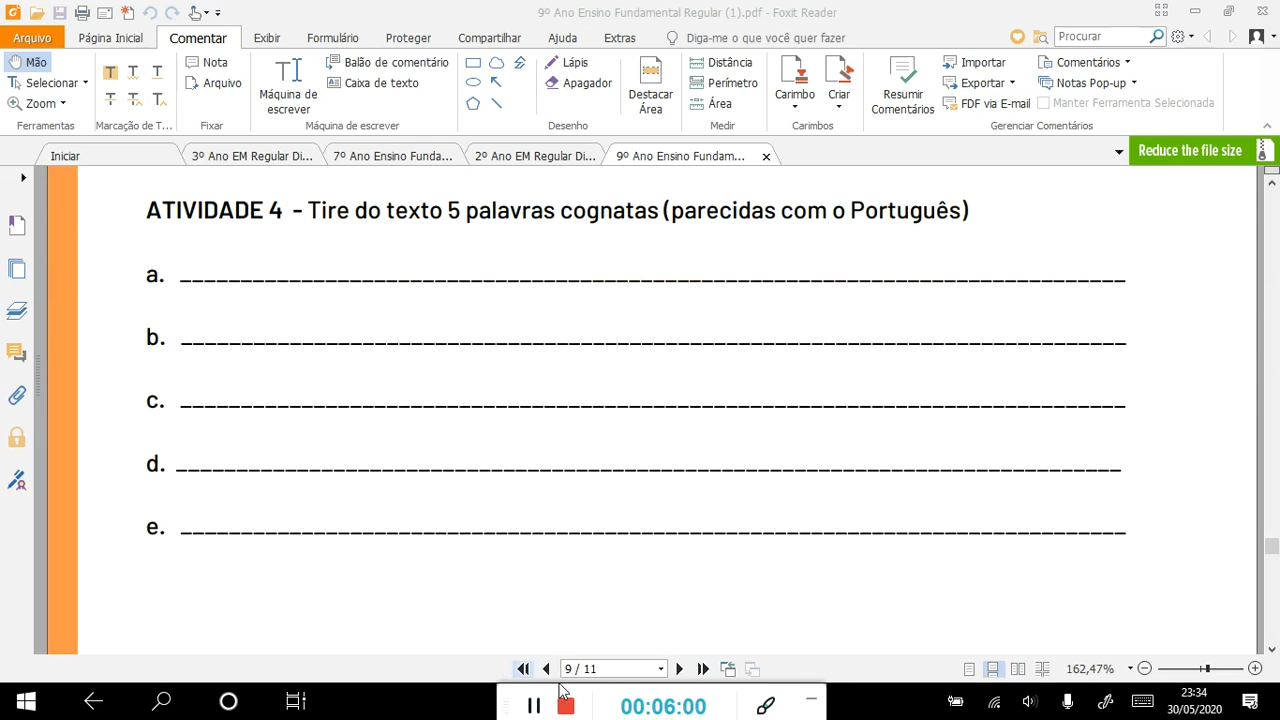 9º Ano Ensino Fundamental Regular (1).pdf - Foxit Reader
Arquivo Página Inicial Comentar Exibir Formulário Proteger Compartilhar Ajuda Extras Diga-me o que você quer fazer Procurar
Mão Nota Balão de comentário Lápis Distância Importar Comentários
Selecionar Arquivo Caixa de texto Apagador Perímetro Exportar Notas Pop-up
Zoom Máquina de escrever Destacar Área Área Carimbo Criar Resumir Comentários FDF via E-mail Manter Ferramenta Selecionada
Ferramentas Marcação de T... Fixar Máquina de escrever Desenho Medir Carimbos Gerenciar Comentários
Iniciar 3º Ano EM Regular Di... 7º Ano Ensino Funda... 2º Ano EM Regular Di... 9º Ano Ensino Fundam... Reduce the file size
ATIVIDADE 4 - Tire do texto 5 palavras cognatas (parecidas com o Português)
a. ______________________________________________________________________________
b. ______________________________________________________________________________
c. ______________________________________________________________________________
d. ______________________________________________________________________________
e. ______________________________________________________________________________
9 / 11 162,47%
00:06:00
23:34
30/05/2020